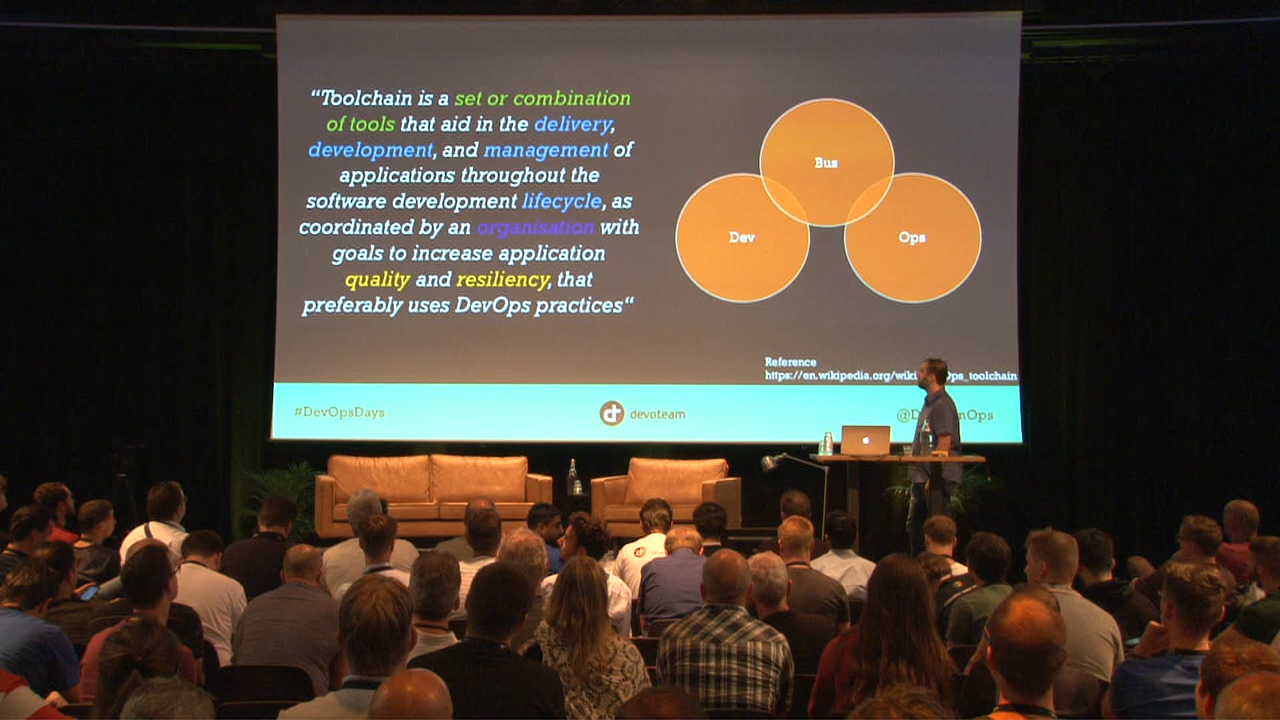 “Toolchain is a set or combination
of tools that aid in the delivery,
development, and management of
applications throughout the
software development lifecycle, as
coordinated by an organisation with
goals to increase application
quality and resiliency, that
preferably uses DevOps practices“
Bus
Dev
Ops
Reference
https://en.wikipedia.org/wiki ps_toolchain
#DevOpsDays
devoteam
@D nOps